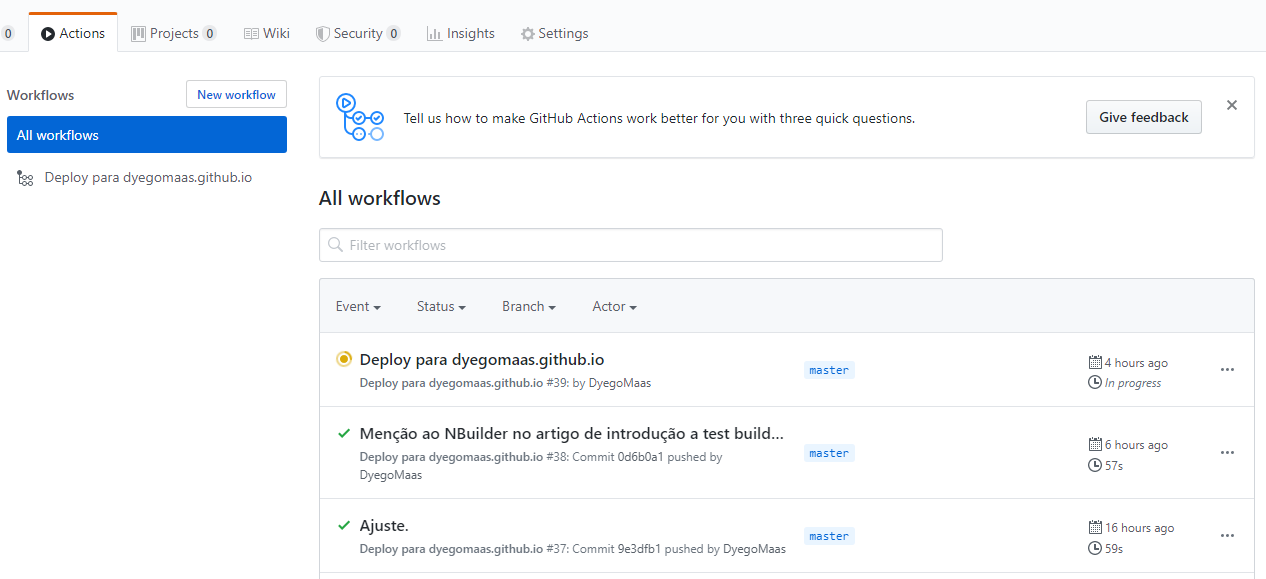 0 Actions Projects 0 Wiki Security 0 Insights Settings
Workflows New workflow
All workflows
Deploy para dyegomaas.github.io
Tell us how to make GitHub Actions work better for you with three quick questions. Give feedback
All workflows
Filter workflows
Event Status Branch Actor
Deploy para dyegomaas.github.io
Deploy para dyegomaas.github.io #39: by DyegoMaas
master
4 hours ago
In progress
Menção ao NBuilder no artigo de introdução a test build...
Deploy para dyegomaas.github.io #38: Commit 0d6b0a1 pushed by
DyegoMaas
master
6 hours ago
57s
Ajuste.
Deploy para dyegomaas.github.io #37: Commit 9e3dfb1 pushed by DyegoMaas
master
16 hours ago
59s